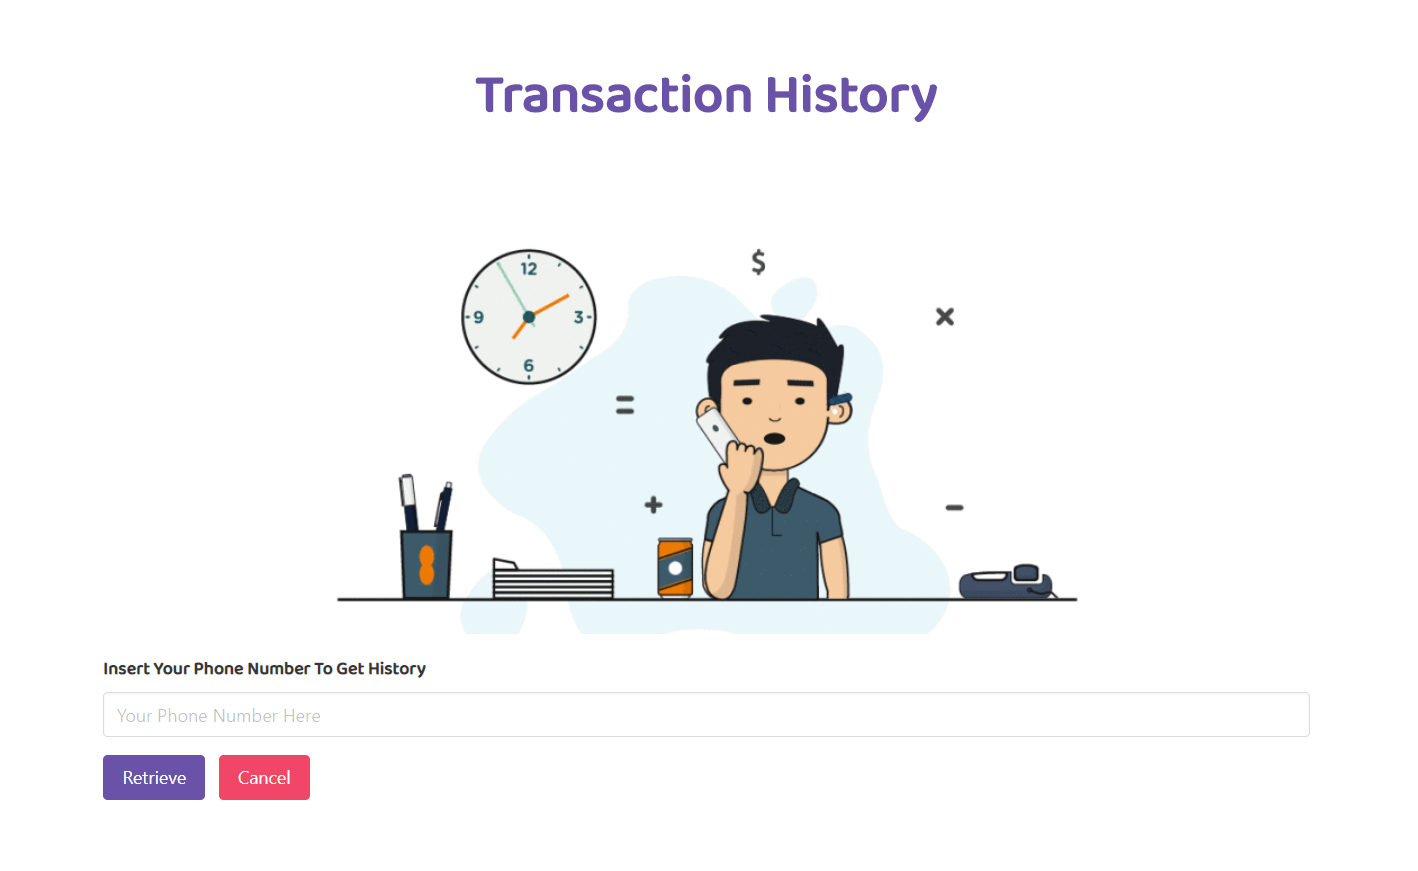 Transaction History
$
12
9
3
6
×
=
+
-
Insert Your Phone Number To Get History
Your Phone Number Here
Retrieve
Cancel